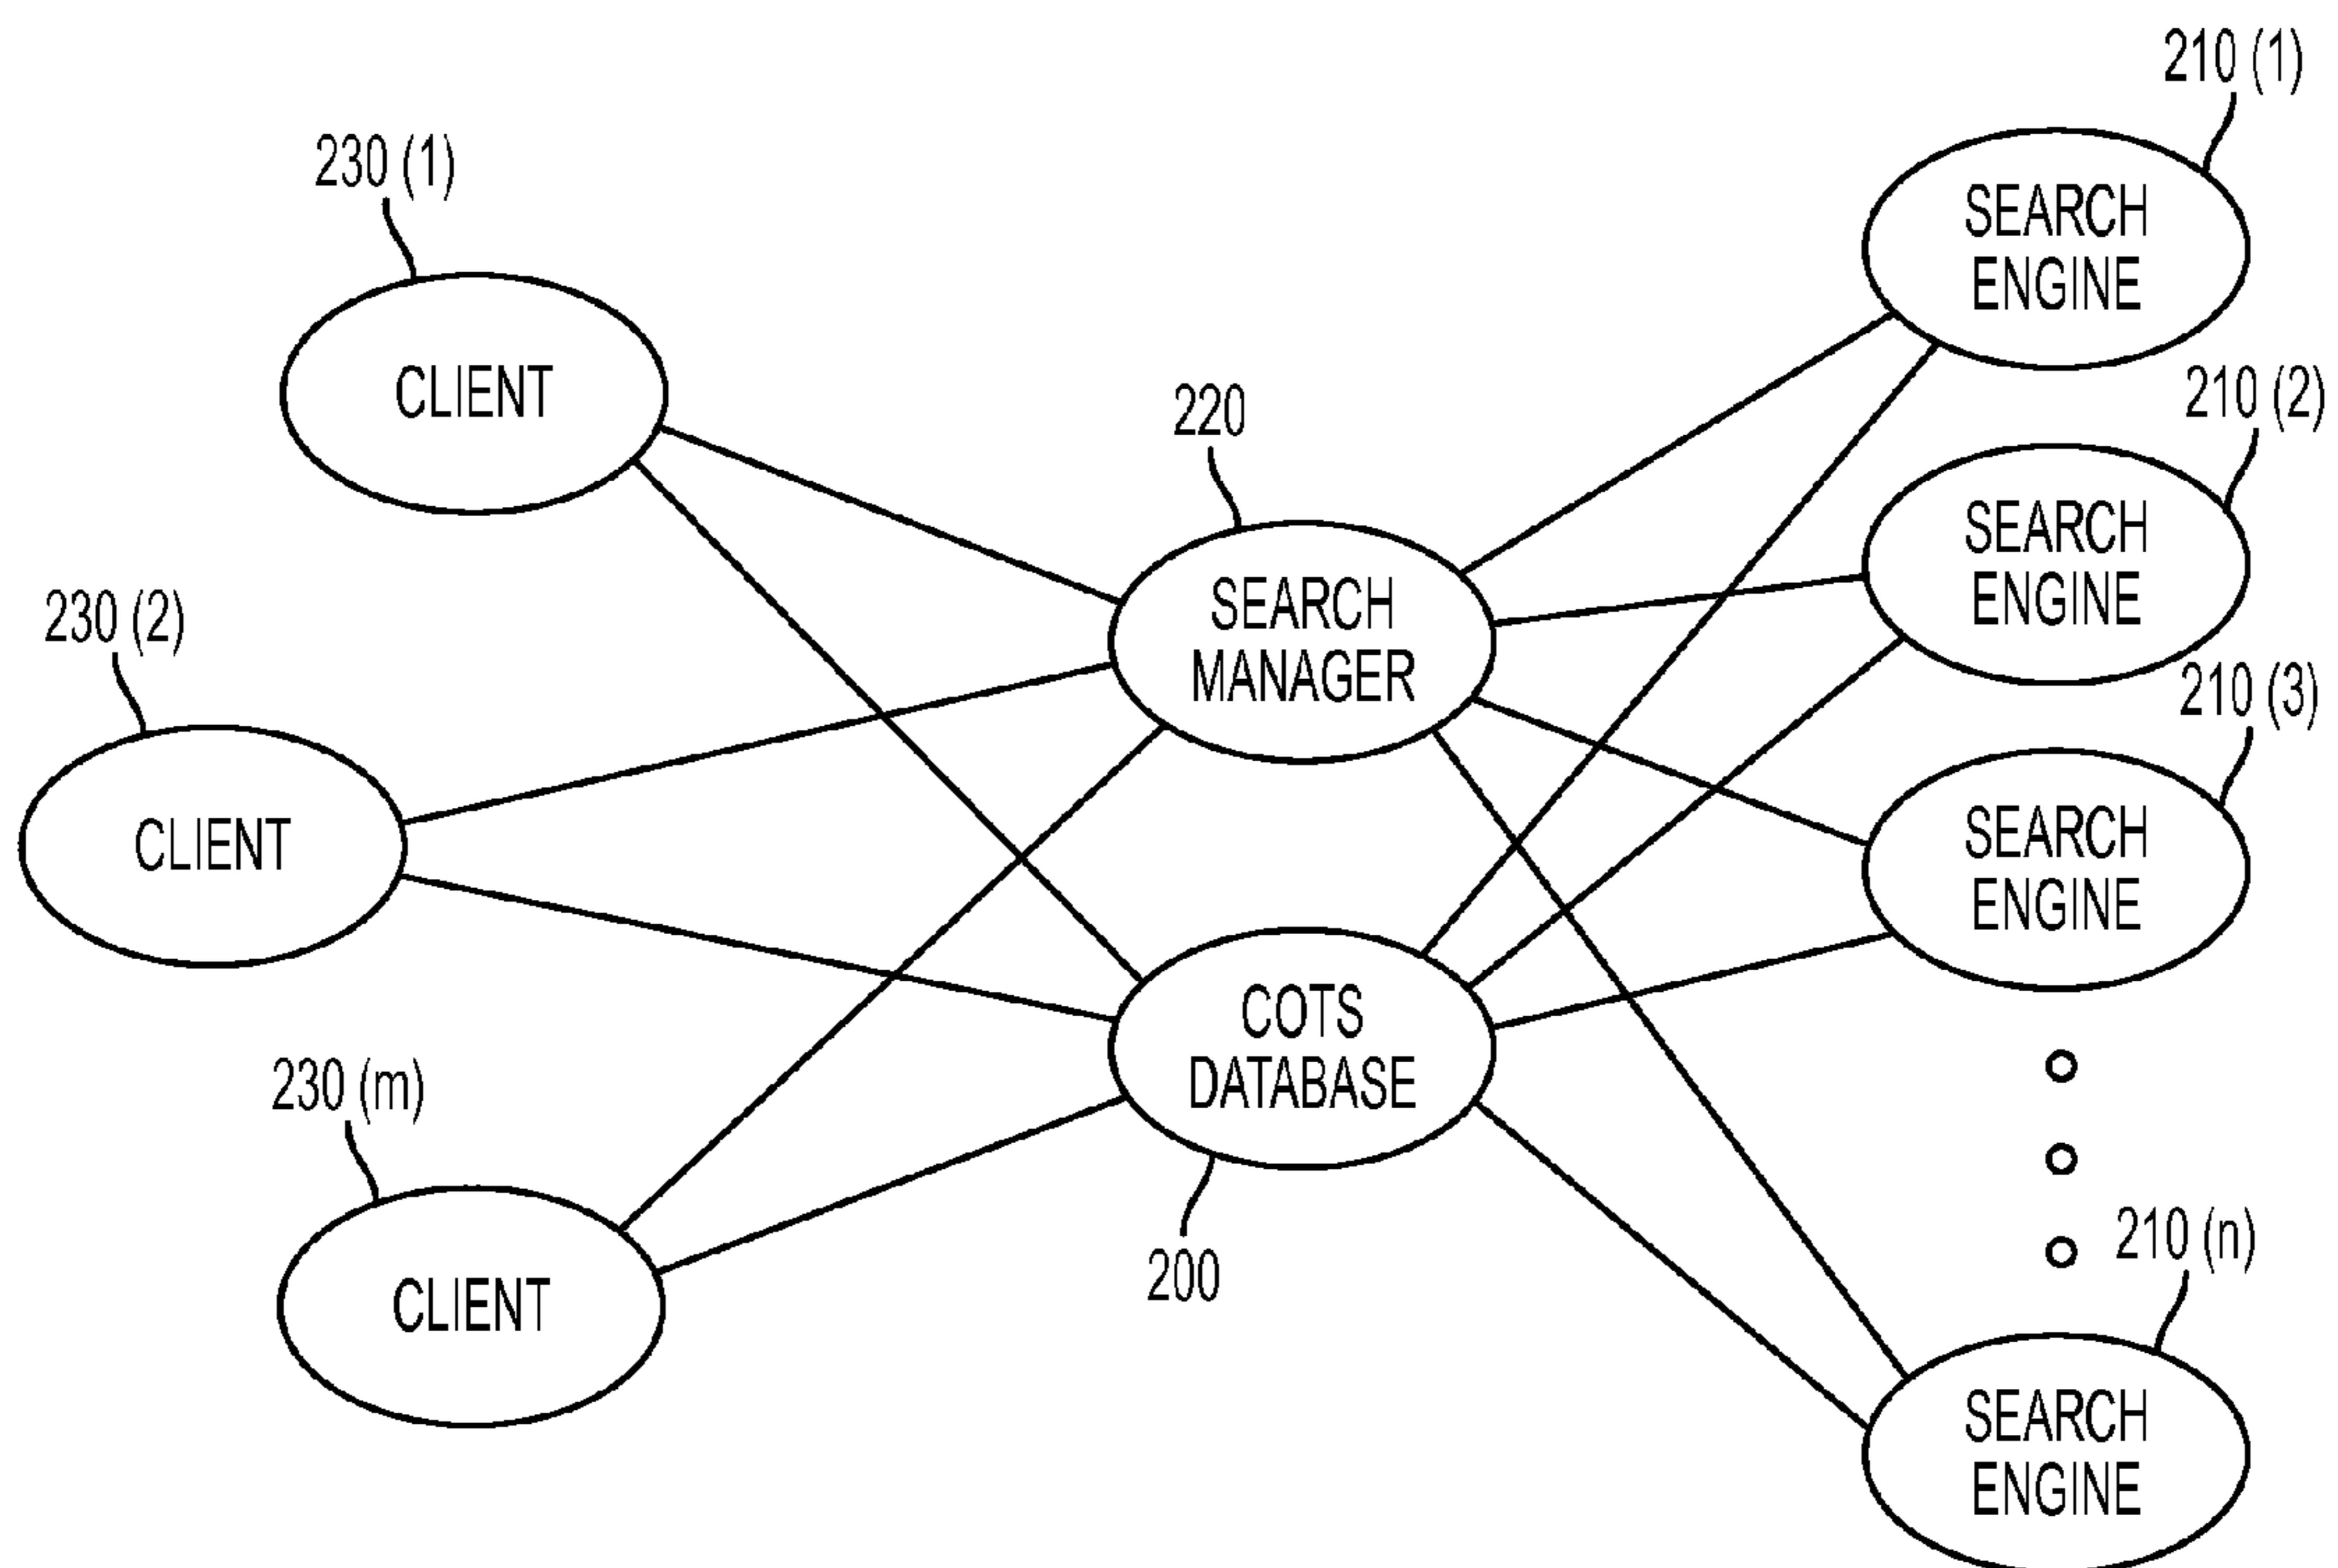 210 (1)
230 (1)
SEARCH
ENGINE
CLIENT
220
210 (2)
SEARCH
ENGINE
SEARCH
MANAGER
230 (2)
210 (3)
CLIENT
SEARCH
ENGINE
COTS
DATABASE
230 (m)
200
210 (n)
CLIENT
SEARCH
ENGINE